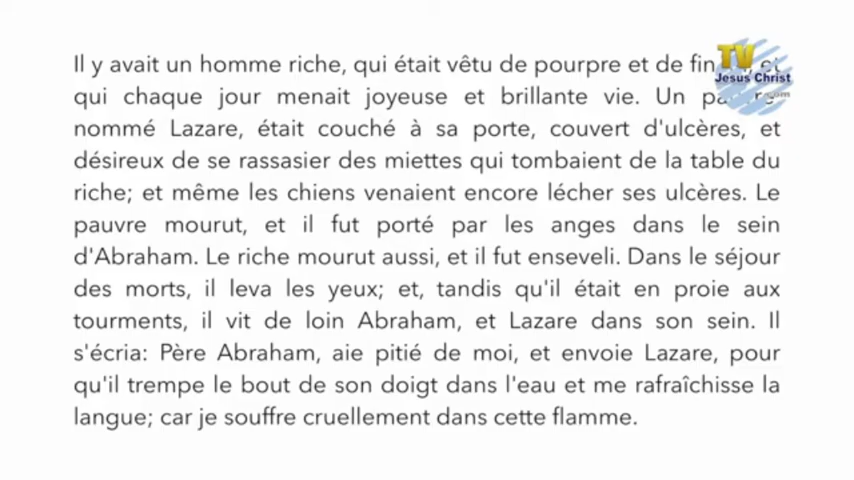 Il y avait un homme riche, qui était vêtu de pourpre et de fin
qui chaque jour menait joyeuse et brillante vie. Un
nommé Lazare, était couché à sa porte, couvert d'ulcères, et
désireux de se rassasier des miettes qui tombaient de la table du
riche; et même les chiens venaient encore lécher ses ulcères. Le
pauvre mourut, et il fut porté par les anges dans le sein
d'Abraham. Le riche mourut aussi, et il fut enseveli. Dans le séjour
des morts, il leva les yeux; et, tandis qu'il était en proie aux
tourments, il vit de loin Abraham, et Lazare dans son sein. Il
s'écria: Père Abraham, aie pitié de moi, et envoie Lazare, pour
qu'il trempe le bout de son doigt dans l'eau et me rafraîchisse la
langue; car je souffre cruellement dans cette flamme.
TV
Jesus Christ
.com